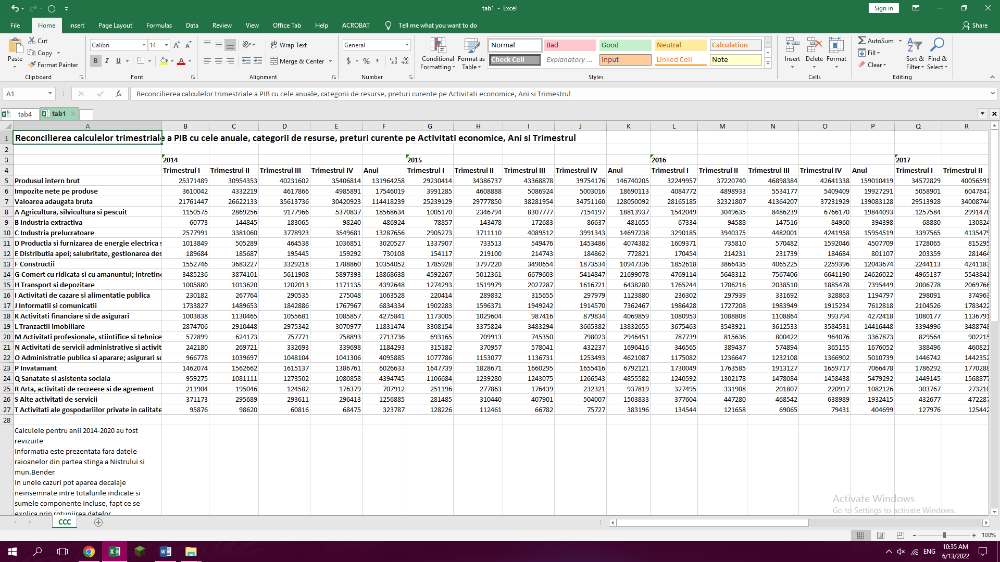 tab1 - Excel
Sign in
File Home Insert Page Layout Formulas Data Review View Office Tab Help ACROBAT Tell me what you want to do Share
Paste
Cut
Copy
Format Painter
Clipboard
Calibri 14
B I U
Font
Wrap Text
Merge & Center
Alignment
General
$ % ,
Number
Conditional Formatting
Format as Table
Normal Bad Good Neutral Calculation
Check Cell Explanatory ... Input Linked Cell Note
Styles
Insert Delete Format
Cells
AutoSum
Fill
Clear
Sort & Filter
Find & Select
Editing
A1 fx Reconcilierea calculelor trimestriale a PIB cu cele anuale, categorii de resurse, preturi curente pe Activitati economice, Ani si Trimestrul
tab4 tab1
A B C D E F G H I J K L M N O P Q R
1 Reconcilierea calculelor trimestriale a PIB cu cele anuale, categorii de resurse, preturi curente pe Activitati economice, Ani si Trimestrul
2
3 2014 2015 2016 2017
4 Trimestrul I Trimestrul II Trimestrul III Trimestrul IV Anul Trimestrul I Trimestrul II Trimestrul III Trimestrul IV Anul Trimestrul I Trimestrul II Trimestrul III Trimestrul IV Anul Trimestrul I Trimestrul II
5 Produsul intern brut 25371489 30954353 40231602 35406814 131964258 29230414 34386737 43368878 39754176 146740205 32249957 37220740 46898384 42641338 159010419 34572829 40056591
6 Impozite nete pe produse 3610042 4332219 4617866 4985891 17546019 3991285 4608888 5086924 5003016 18690113 4084772 4898933 5534177 5409409 19927291 5058901 6047847
7 Valoarea adaugata bruta 21761447 26622133 35613736 30420923 114418239 25239129 29777850 38281954 34751160 128050092 28165185 32321807 41364207 37231929 139083128 29513928 34008744
8 A Agricultura, silvicultura si pescuit 1150575 2869256 9177966 5370837 18568634 1005170 2346794 8307777 7154197 18813937 1542049 3049635 8486239 6766170 19844093 1257584 2991478
9 B Industria extractiva 60773 144845 183065 98240 486924 78857 143478 172683 86637 481655 67334 94588 147516 84960 394398 68880 130824
10 C Industria prelucratoare 2577991 3381060 3778923 3549681 13287656 2905273 3711110 4089512 3991343 14697238 3290185 3940375 4482001 4241958 15954519 3397565 4135479
11 D Productia si furnizarea de energie electrica s 1013849 505289 464538 1036851 3020527 1337907 733513 549476 1453486 4074382 1609371 735810 570482 1592046 4507709 1728065 815295
12 E Distributia apei; salubritate, gestionarea des 189684 185687 195445 159292 730108 154117 219100 214743 184862 772821 170454 214231 231739 184684 801107 203359 281464
13 F Constructii 1552746 3683227 3329218 1788860 10354052 1785928 3797220 3490654 1873534 10947336 1852618 3866435 4065225 2259396 12043674 2244113 4241183
14 G Comert cu ridicata si cu amanuntul; intretine 3485236 3874101 5611908 5897393 18868638 4592267 5012361 6679603 5414847 21699078 4769114 5648312 7567406 6641190 24626022 4965137 5543841
15 H Transport si depozitare 1005880 1013620 1202013 1171135 4392648 1274293 1519979 2027287 1616721 6438280 1765244 1706216 2038510 1885478 7395449 2006778 2069766
16 I Activitati de cazare si alimentatie publica 230182 267764 290535 275048 1063528 220414 289832 315655 297979 1123880 236302 297939 331692 328863 1194797 298091 374963
17 J Informatii si comunicatii 1733827 1489653 1842886 1767967 6834334 1902283 1596371 1949242 1914570 7362467 1986428 1727208 1983949 1915234 7612818 2104526 1783422
18 K Activitati financiare si de asigurari 1003838 1130465 1055681 1085857 4275841 1173005 1029604 987416 879834 4069859 1080953 1088808 1108864 993794 4272418 1080177 1136791
19 L Tranzactii imobiliare 2874706 2910448 2975342 3070977 11831474 3308154 3375824 3483294 3665382 13832655 3675463 3543921 3612533 3584531 14416448 3394996 3488748
20 M Activitati profesionale, stiintifice si tehnice 572899 624173 757771 758893 2713736 693165 709913 745350 798023 2946451 787739 815636 800422 964076 3367873 829564 902215
21 N Activitati de servicii administrative si activit 242180 269721 332693 339698 1184293 315182 370957 578041 432237 1696416 346565 389437 574894 365155 1676052 388496 460821
22 O Administratie publica si aparare; asigurari so 966778 1039697 1048104 1041306 4095885 1077786 1153077 1136731 1253493 4621087 1175082 1236647 1232108 1366902 5010739 1446742 1442352
23 P Invatamant 1462074 1562662 1615137 1386761 6026633 1647739 1828671 1660295 1655416 6792121 1730049 1763585 1913127 1659717 7066478 1786292 1770288
24 Q Sanatate si asistenta sociala 959275 1081111 1273502 1080858 4394745 1106684 1239280 1243075 1266543 4855582 1240592 1302178 1478084 1458438 5479292 1449145 1568877
25 R Arta, activitati de recreere si de agrement 211904 195046 124582 176379 707912 251196 277863 176439 232321 937819 327495 331908 201807 220917 1082126 303767 273210
26 S Alte activitati de servicii 371173 295689 293611 296413 1256885 281485 310440 407901 504007 1503833 377604 447280 468542 638989 1932415 432677 472287
27 T Activitati ale gospodariilor private in calitate 95876 98620 60816 68475 323787 128226 112461 66782 75727 383196 134544 121658 69065 79431 404699 127976 125442
28
Calculele pentru anii 2014-2020 au fost
revizuite
Informatia este prezentata fara datele
raioanelor din partea stinga a Nistrului si
mun.Bender
In unele cazuri pot aparea decalaje
neinsemnate intre totalurile indicate si
sumele componente incluse, fapt ce se
explica prin rotunjirea datelor
Activate Windows
Go to Settings to activate Windows.
CCC
100%
ENG
10:35 AM
6/13/2022